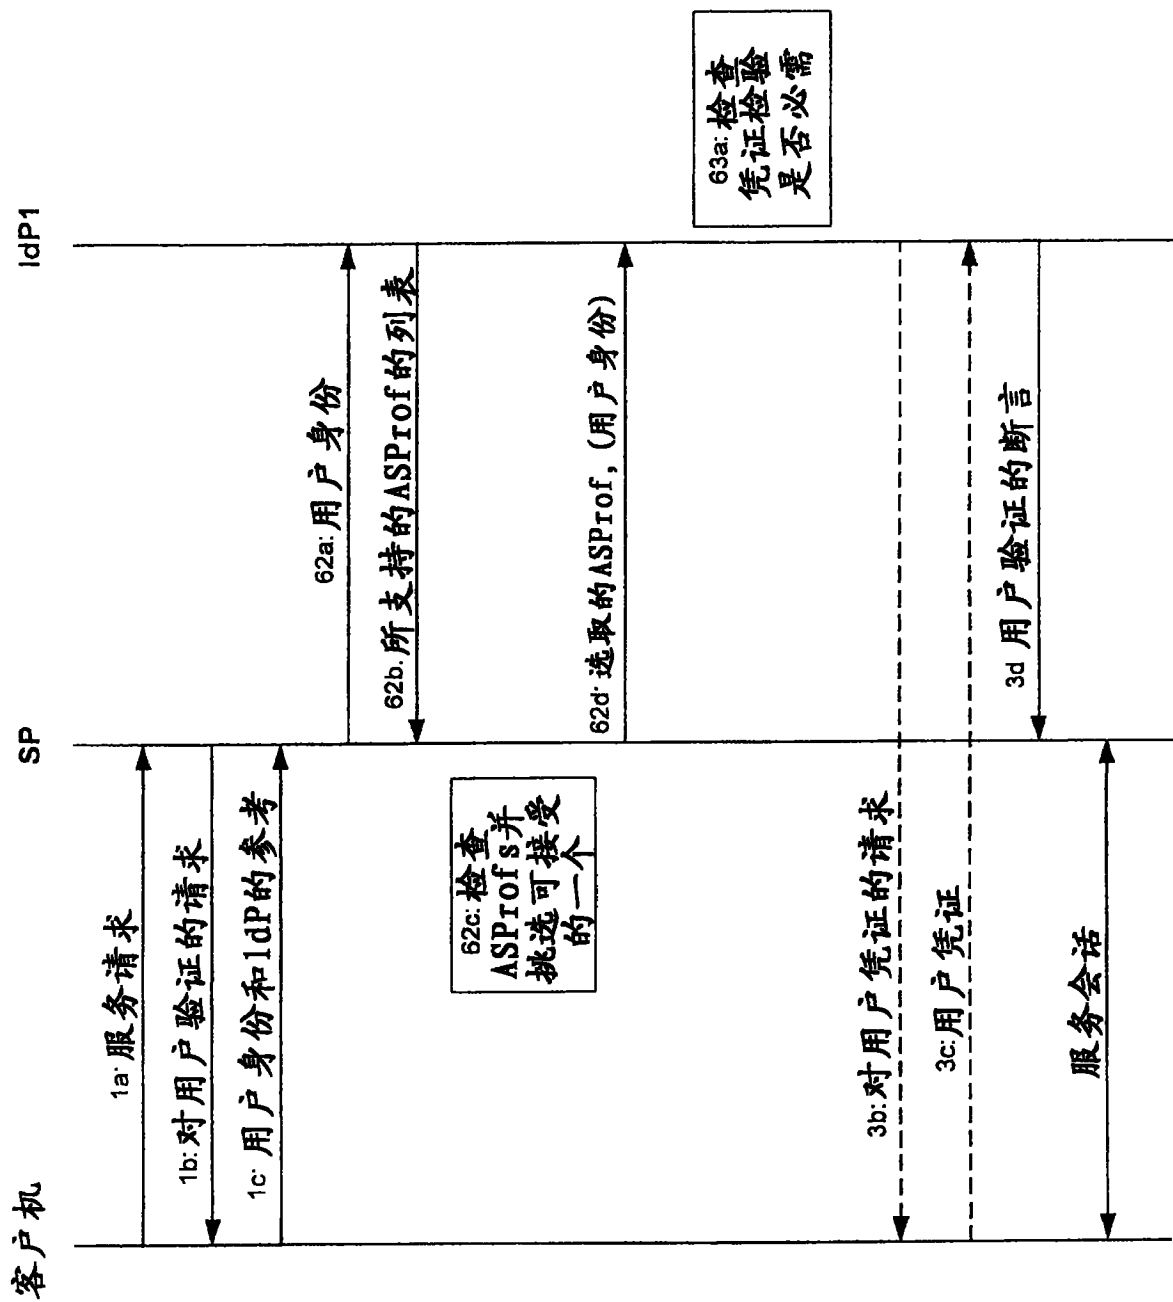 客户机
SP
IdP1
1a: 服务请求
1b: 对用户验证的请求
1c: 用户身份和IdP的参考
62a: 用户身份
62b. 所支持的ASProf的列表
62c: 检查
ASProfs并
挑选可接受
的一个
62d: 选取的ASProf, (用户身份)
63a: 检查
凭证检验
是否必需
3b: 对用户凭证的请求
3c: 用户凭证
3d 用户验证的断言
服务会话